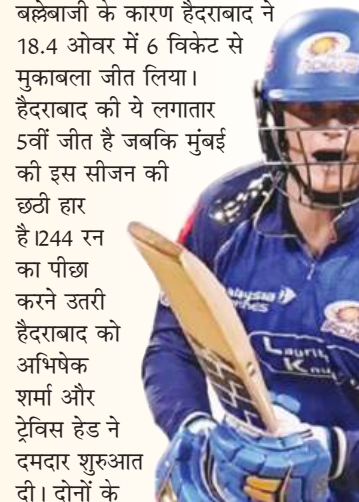 बल्लेबाजी के कारण हैदराबाद ने
18.4 ओवर में 6 विकेट से
मुकाबला जीत लिया।
हैदराबाद की ये लगातार
5वीं जीत है जबकि मुंबई
की इस सीजन की
छठी हार
है।244 रन
का पीछा
करने उतरी
हैदराबाद को
अभिषेक
शर्मा और
ट्रेविस हेड ने
दमदार शुरुआत
दी। दोनों के